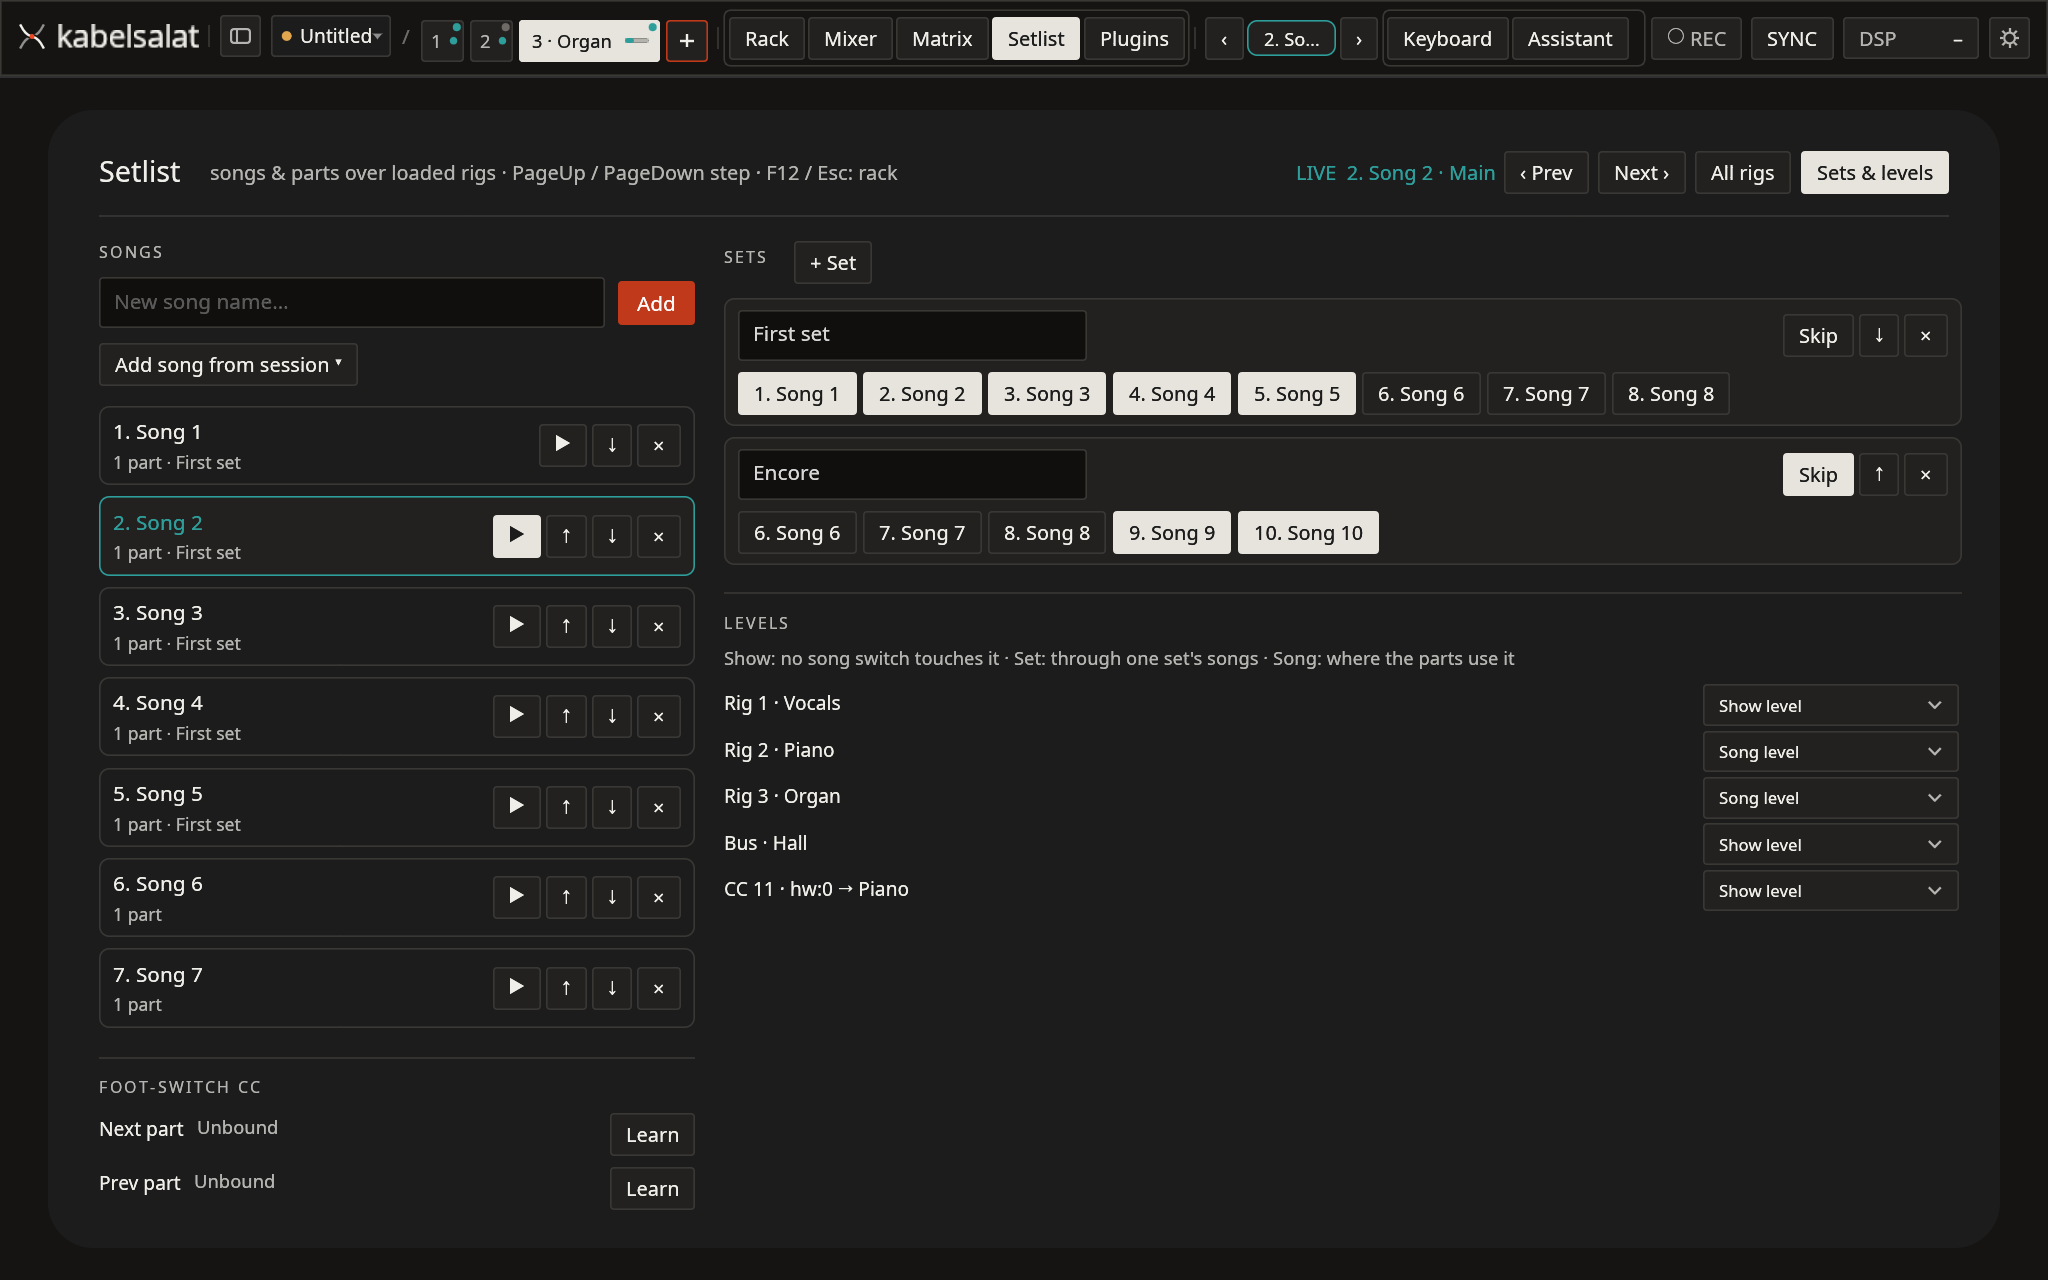 kabelsalat Untitled / 1 2 3 · Organ + Rack Mixer Matrix Setlist Plugins ‹ 2. So... › Keyboard Assistant REC SYNC DSP –
Setlist songs & parts over loaded rigs · PageUp / PageDown step · F12 / Esc: rack LIVE 2. Song 2 · Main ‹ Prev Next › All rigs Sets & levels
SONGS
New song name...
Add
Add song from session
1. Song 1
1 part · First set
▶ ↓ ×
2. Song 2
1 part · First set
▶ ↑ ↓ ×
3. Song 3
1 part · First set
▶ ↑ ↓ ×
4. Song 4
1 part · First set
▶ ↑ ↓ ×
5. Song 5
1 part · First set
▶ ↑ ↓ ×
6. Song 6
1 part
▶ ↑ ↓ ×
7. Song 7
1 part
▶ ↑ ↓ ×
FOOT-SWITCH CC
Next part Unbound Learn
Prev part Unbound Learn
SETS + Set
First set Skip ↓ ×
1. Song 1 2. Song 2 3. Song 3 4. Song 4 5. Song 5 6. Song 6 7. Song 7 8. Song 8
Encore Skip ↑ ×
6. Song 6 7. Song 7 8. Song 8 9. Song 9 10. Song 10
LEVELS
Show: no song switch touches it · Set: through one set's songs · Song: where the parts use it
Rig 1 · Vocals Show level
Rig 2 · Piano Song level
Rig 3 · Organ Song level
Bus · Hall Show level
CC 11 · hw:0 → Piano Show level